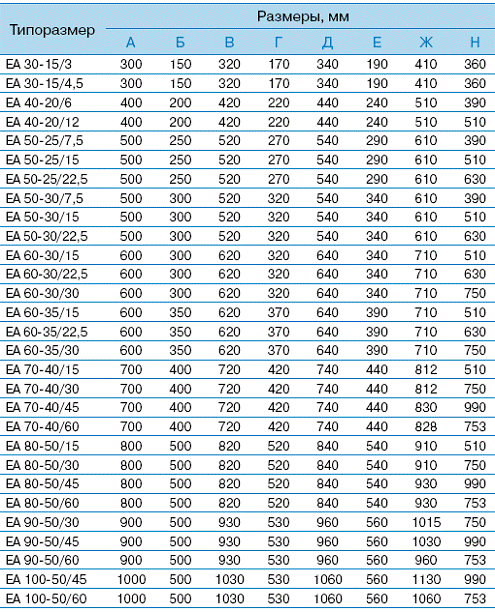 Типоразмер
Размеры, мм
А Б В Г Д Е Ж Н
EA 30-15/3 300 150 320 170 340 190 410 360
EA 30-15/4,5 300 150 320 170 340 190 410 360
EA 40-20/6 400 200 420 220 440 240 510 390
EA 40-20/12 400 200 420 220 440 240 510 510
EA 50-25/7,5 500 250 520 270 540 290 610 390
EA 50-25/15 500 250 520 270 540 290 610 510
EA 50-25/22,5 500 250 520 270 540 290 610 630
EA 50-30/7,5 500 300 520 320 540 340 610 390
EA 50-30/15 500 300 520 320 540 340 610 510
EA 50-30/22,5 500 300 520 320 540 340 610 630
EA 60-30/15 600 300 620 320 640 340 710 510
EA 60-30/22,5 600 300 620 320 640 340 710 630
EA 60-30/30 600 300 620 320 640 340 710 750
EA 60-35/15 600 350 620 370 640 390 710 510
EA 60-35/22,5 600 350 620 370 640 390 710 630
EA 60-35/30 600 350 620 370 640 390 710 750
EA 70-40/15 700 400 720 420 740 440 812 510
EA 70-40/30 700 400 720 420 740 440 812 750
EA 70-40/45 700 400 720 420 740 440 830 990
EA 70-40/60 700 400 720 420 740 440 828 753
EA 80-50/15 800 500 820 520 840 540 910 510
EA 80-50/30 800 500 820 520 840 540 910 750
EA 80-50/45 800 500 820 520 840 540 930 990
EA 80-50/60 800 500 820 520 840 540 930 753
EA 90-50/30 900 500 930 530 960 560 1015 750
EA 90-50/45 900 500 930 530 960 560 1030 990
EA 90-50/60 900 500 930 530 960 560 960 753
EA 100-50/45 1000 500 1030 530 1060 560 1130 990
EA 100-50/60 1000 500 1030 530 1060 560 1060 753